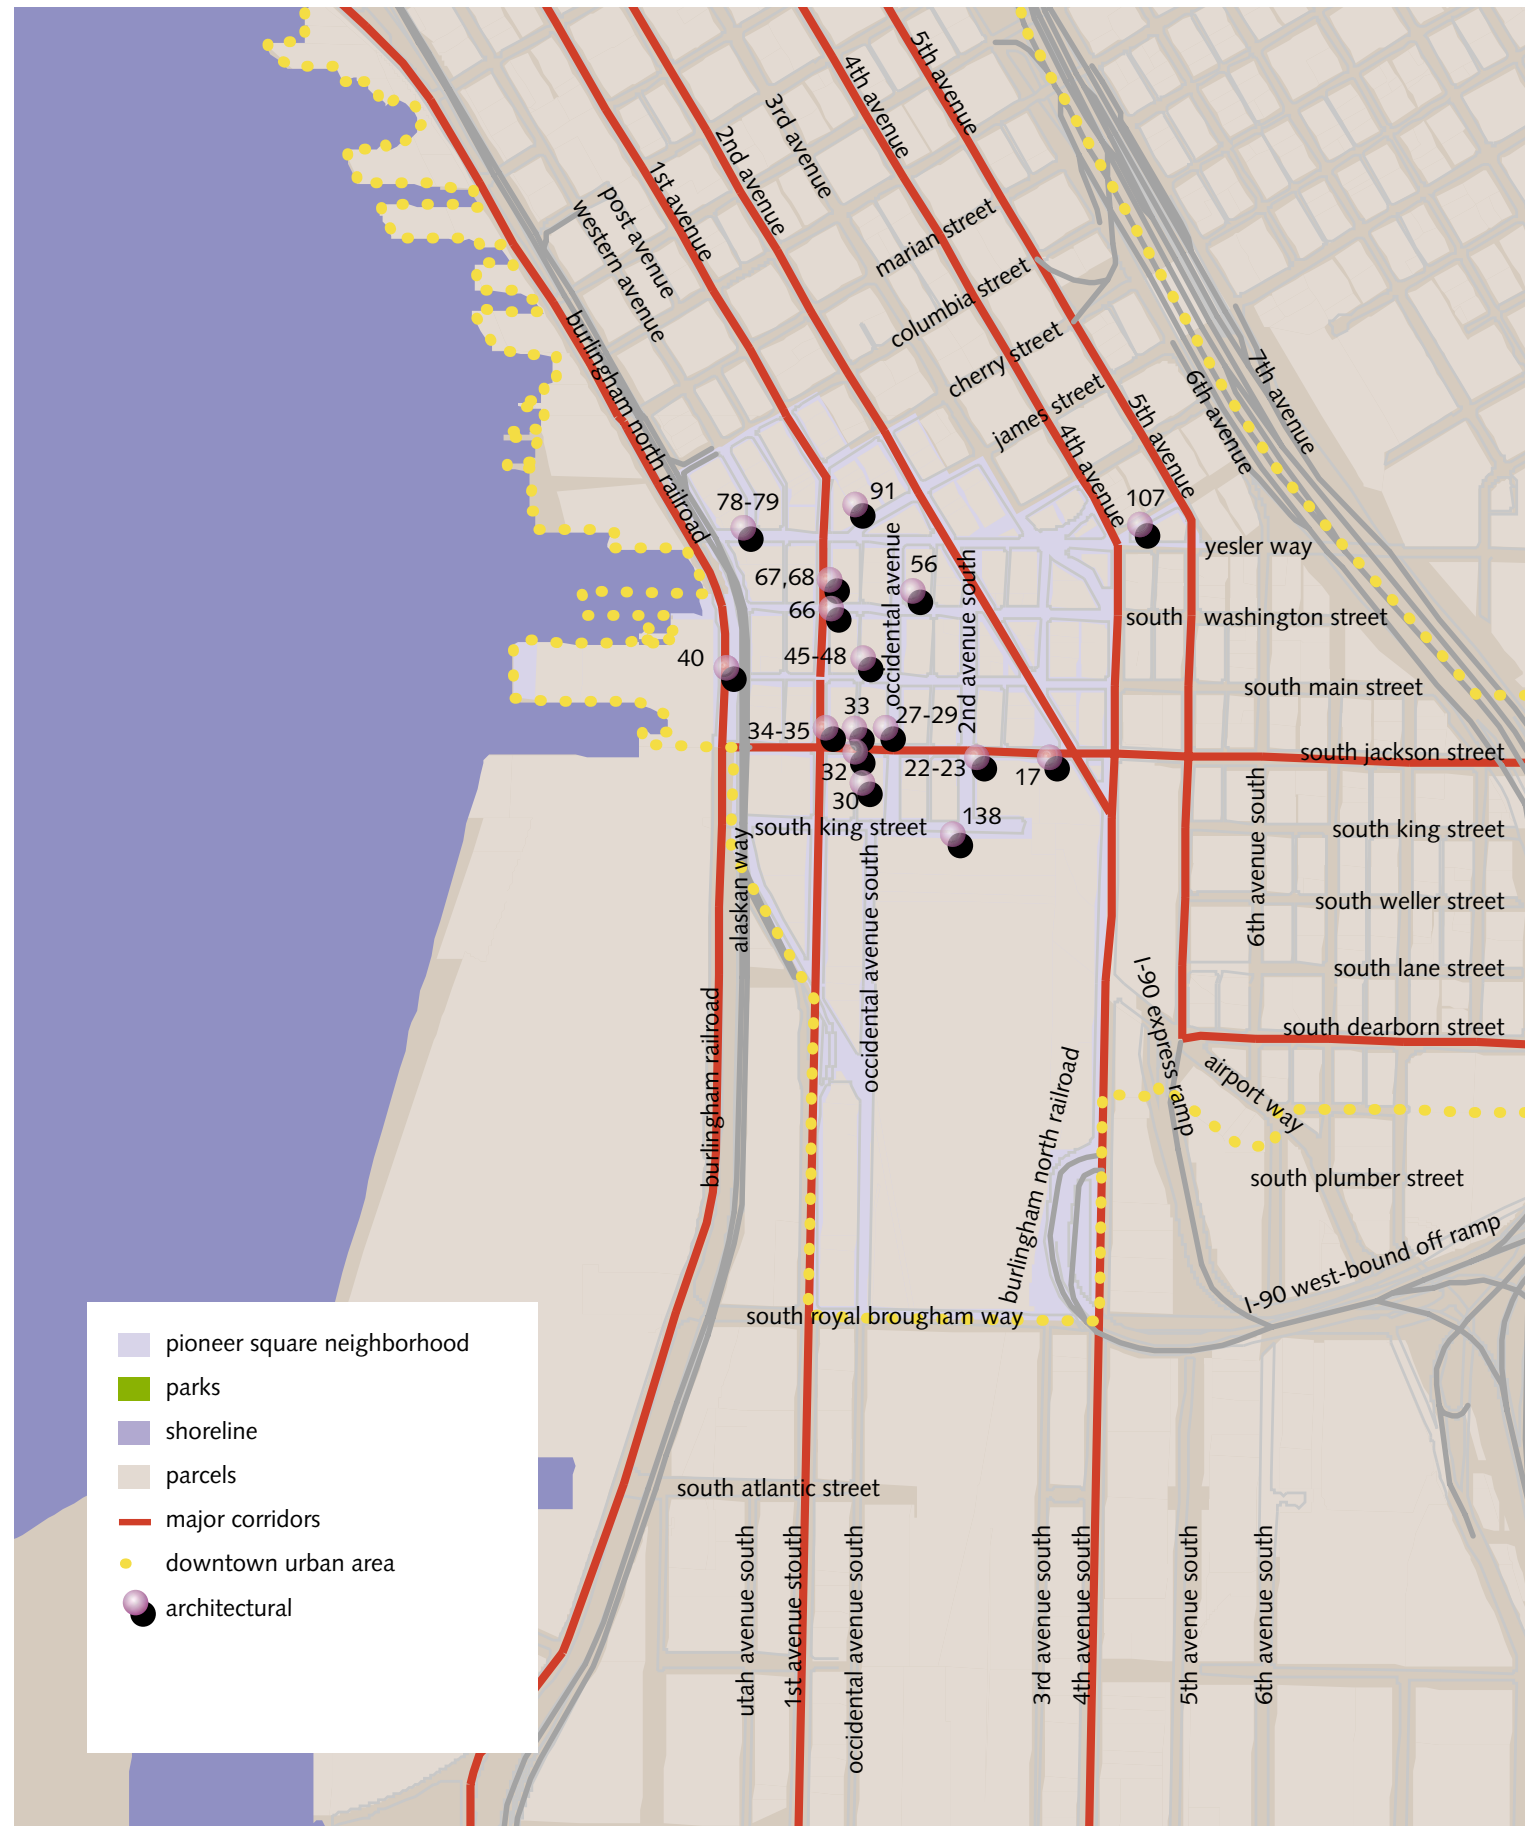 5th avenue
4th avenue
3rd avenue
2nd avenue
1st avenue
post avenue
western avenue
marian street
columbia street
cherry street
james street
burlingham north railroad
4th avenue
5th avenue
6th avenue
7th avenue
78-79
91
107
yesler way
67,68
56
66
occidental avenue
2nd avenue south
south washington street
40
45-48
south main street
33
27-29
34-35
south jackson street
32
22-23
17
30
138
south king street
south king street
alaskan way
occidental avenue south
6th avenue south
south weller street
south lane street
I-90 express ramp
south dearborn street
burlingham railroad
burlingham north railroad
airport way
south plumber street
I-90 west-bound off ramp
south royal brougham way
pioneer square neighborhood
parks
shoreline
parcels
major corridors
downtown urban area
architectural
south atlantic street
utah avenue south
1st avenue stouth
occidental avenue south
3rd avenue south
4th avenue south
5th avenue south
6th avenue south